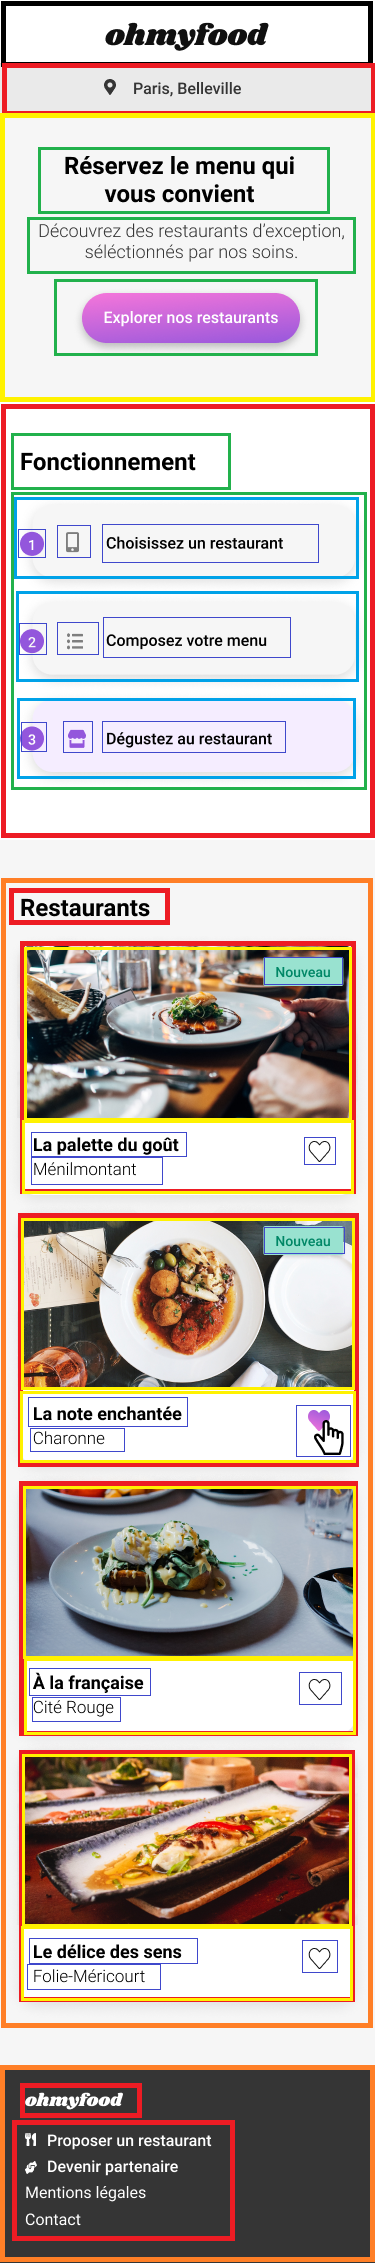 ohmyfood
Paris, Belleville
Réservez le menu qui
vous convient
Découvrez des restaurants d'exception,
séléctionnés par nos soins.
Explorer nos restaurants
Fonctionnement
1 Choisissez un restaurant
2 Composez votre menu
3 Dégustez au restaurant
Restaurants
Nouveau
La palette du goût
Ménilmontant
Nouveau
La note enchantée
Charonne
À la française
Cité Rouge
Le délice des sens
Folie-Méricourt
ohmyfood
Proposer un restaurant
Devenir partenaire
Mentions légales
Contact